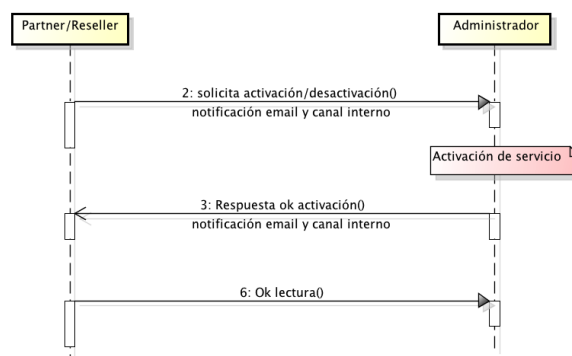 Partner/Reseller
Administrador
2: solicita activación/desactivación()
notificación email y canal interno
Activación de servicio
3: Respuesta ok activación()
notificación email y canal interno
6: Ok lectura()